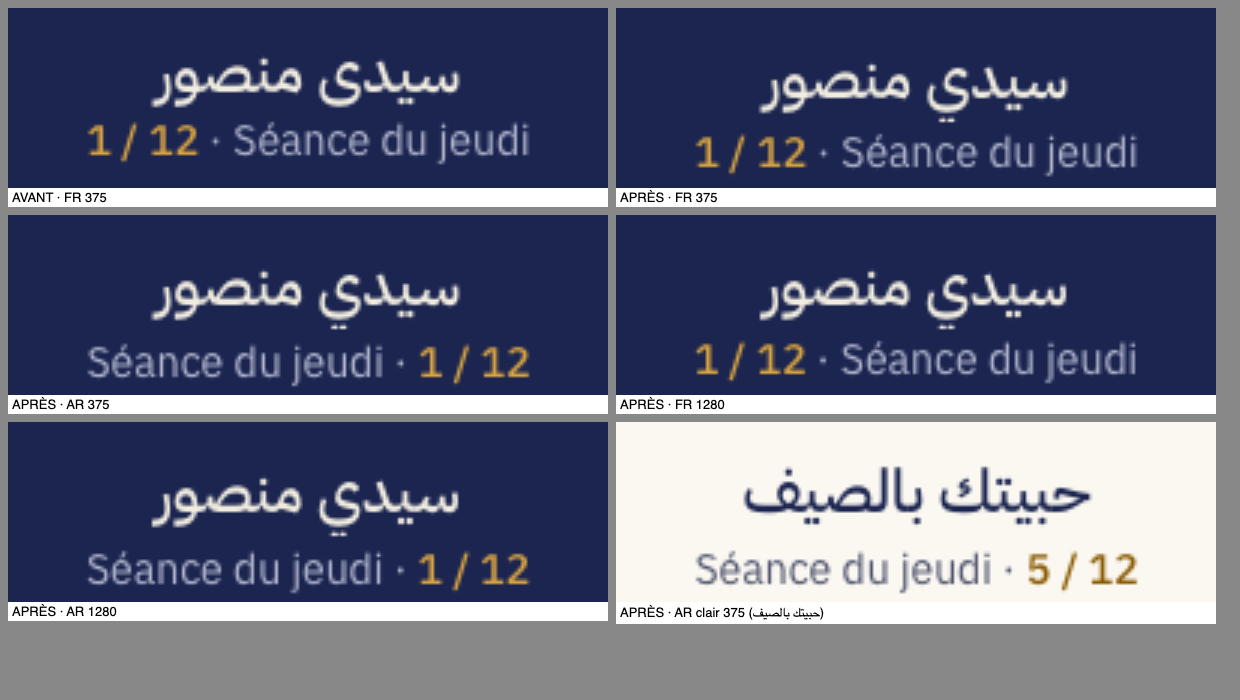 سيدى منصور
1 / 12 · Séance du jeudi
AVANT · FR 375
سيدي منصور
1 / 12 · Séance du jeudi
APRÈS · FR 375
سيدي منصور
Séance du jeudi · 1 / 12
APRÈS · AR 375
سيدي منصور
1 / 12 · Séance du jeudi
APRÈS · FR 1280
سيدي منصور
Séance du jeudi · 1 / 12
APRÈS · AR 1280
حبيتك بالصيف
Séance du jeudi · 5 / 12
APRÈS · AR clair 375 (حبيتك بالصيف)